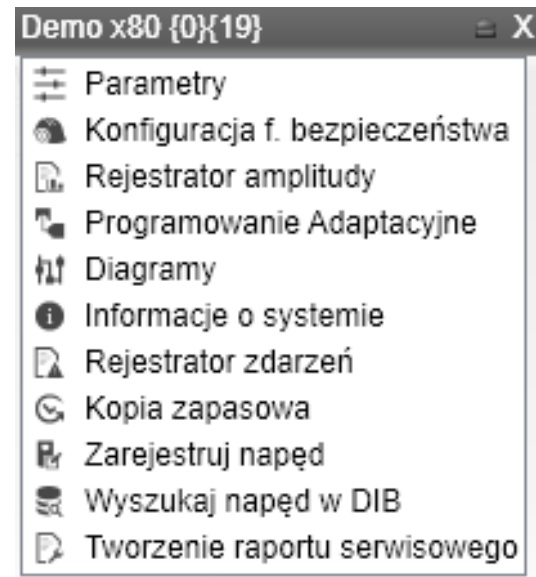 Demo x80 {0}{19} X
Parametry
Konfiguracja f. bezpieczeństwa
Rejestrator amplitudy
Programowanie Adaptacyjne
Diagramy
Informacje o systemie
Rejestrator zdarzeń
Kopia zapasowa
Zarejestruj napęd
Wyszukaj napęd w DIB
Tworzenie raportu serwisowego